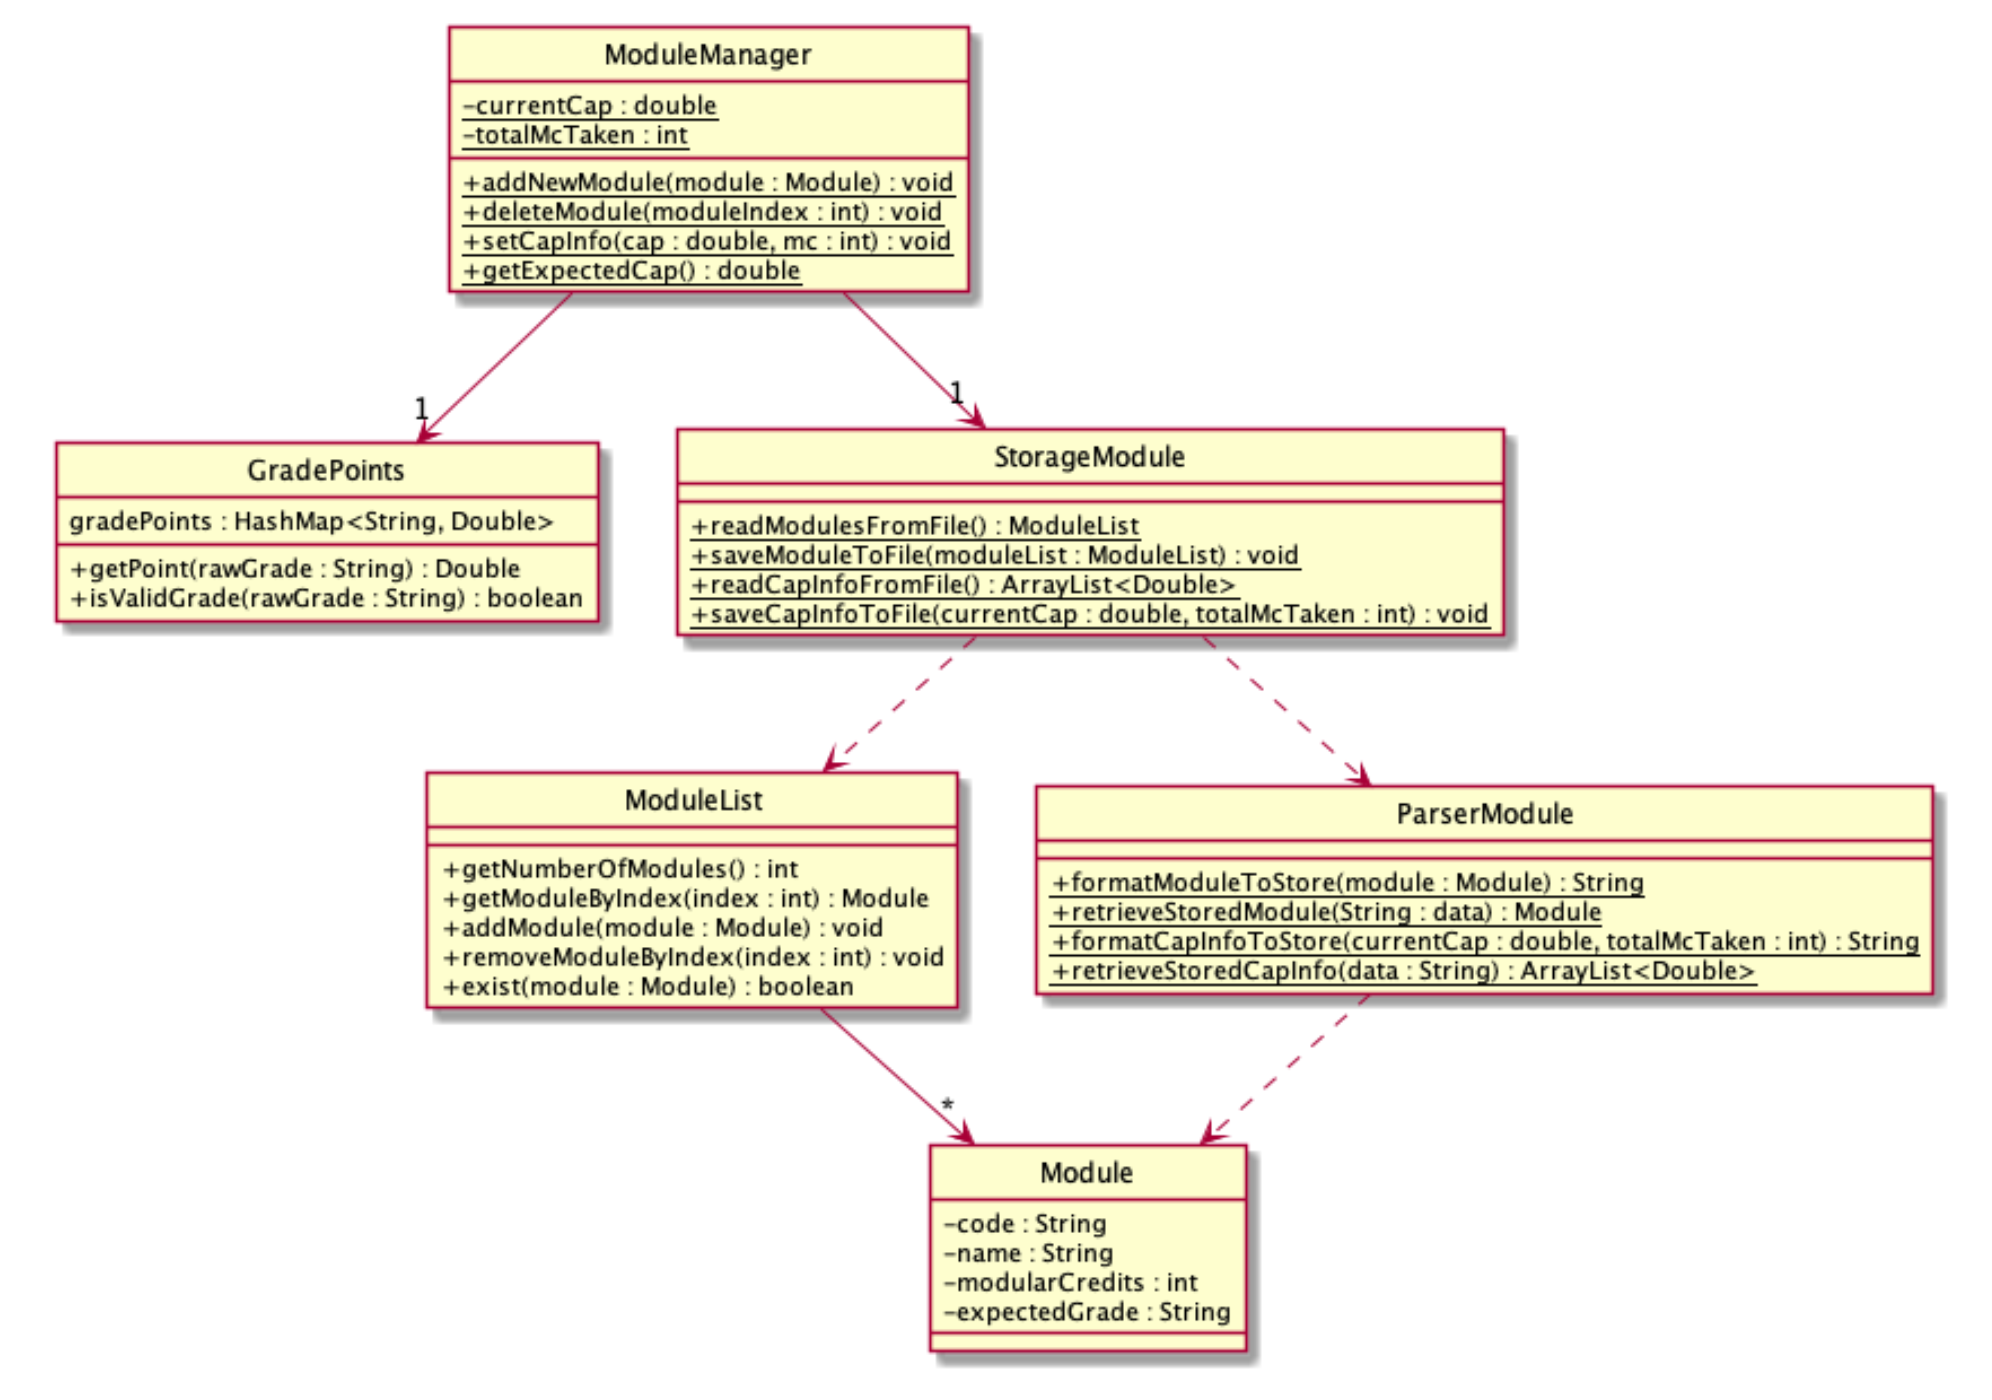 ModuleManager
-currentCap : double
-totalMcTaken : int
+addNewModule(module : Module) : void
+deleteModule(moduleIndex : int) : void
+setCapInfo(cap : double, mc : int) : void
+getExpectedCap() : double
1
1
GradePoints
gradePoints : HashMap<String, Double>
+getPoint(rawGrade : String) : Double
+isValidGrade(rawGrade : String) : boolean
StorageModule
+readModulesFromFile() : ModuleList
+saveModuleToFile(moduleList : ModuleList) : void
+readCapInfoFromFile() : ArrayList<Double>
+saveCapInfoToFile(currentCap : double, totalMcTaken : int) : void
ModuleList
+getNumberOfModules() : int
+getModuleByIndex(index : int) : Module
+addModule(module : Module) : void
+removeModuleByIndex(index : int) : void
+exist(module : Module) : boolean
ParserModule
+formatModuleToStore(module : Module) : String
+retrieveStoredModule(String : data) : Module
+formatCapInfoToStore(currentCap : double, totalMcTaken : int) : String
+retrieveStoredCapInfo(data : String) : ArrayList<Double>
*
Module
-code : String
-name : String
-modularCredits : int
-expectedGrade : String